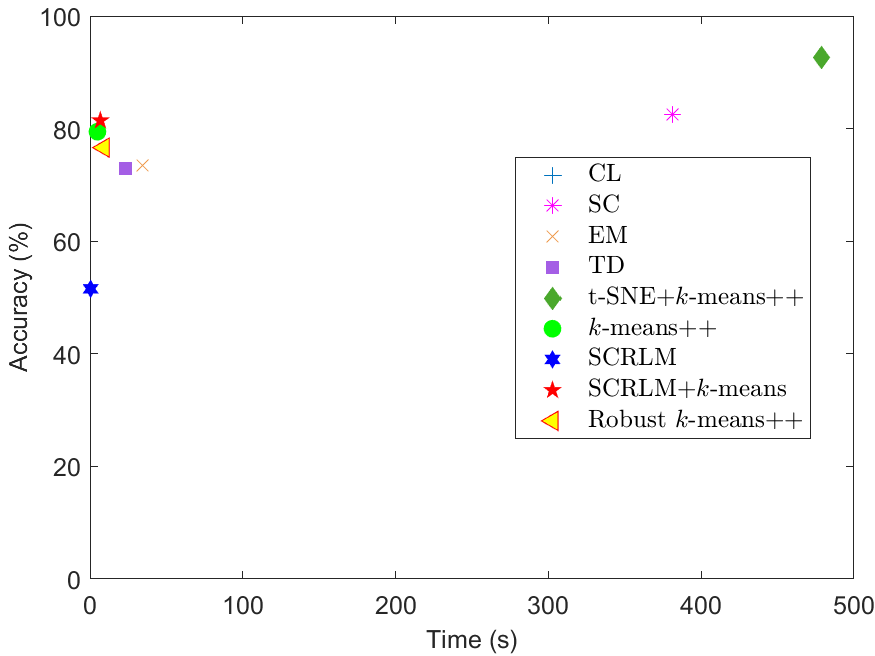 100
80
60
40
20
0
Accuracy (%)
CL
SC
EM
TD
t-SNE+k-means++
k-means++
SCRLM
SCRLM+k-means
Robust k-means++
0 100 200 300 400 500
Time (s)